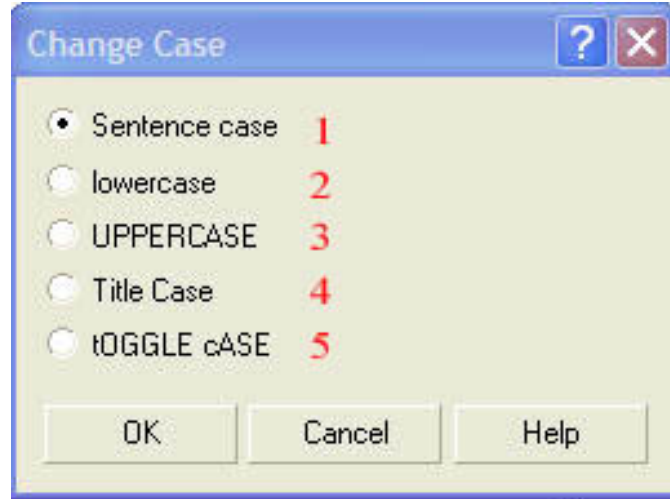 Change Case
Sentence case 1
lowercase 2
UPPERCASE 3
Title Case 4
tOGGLE cASE 5
OK Cancel Help